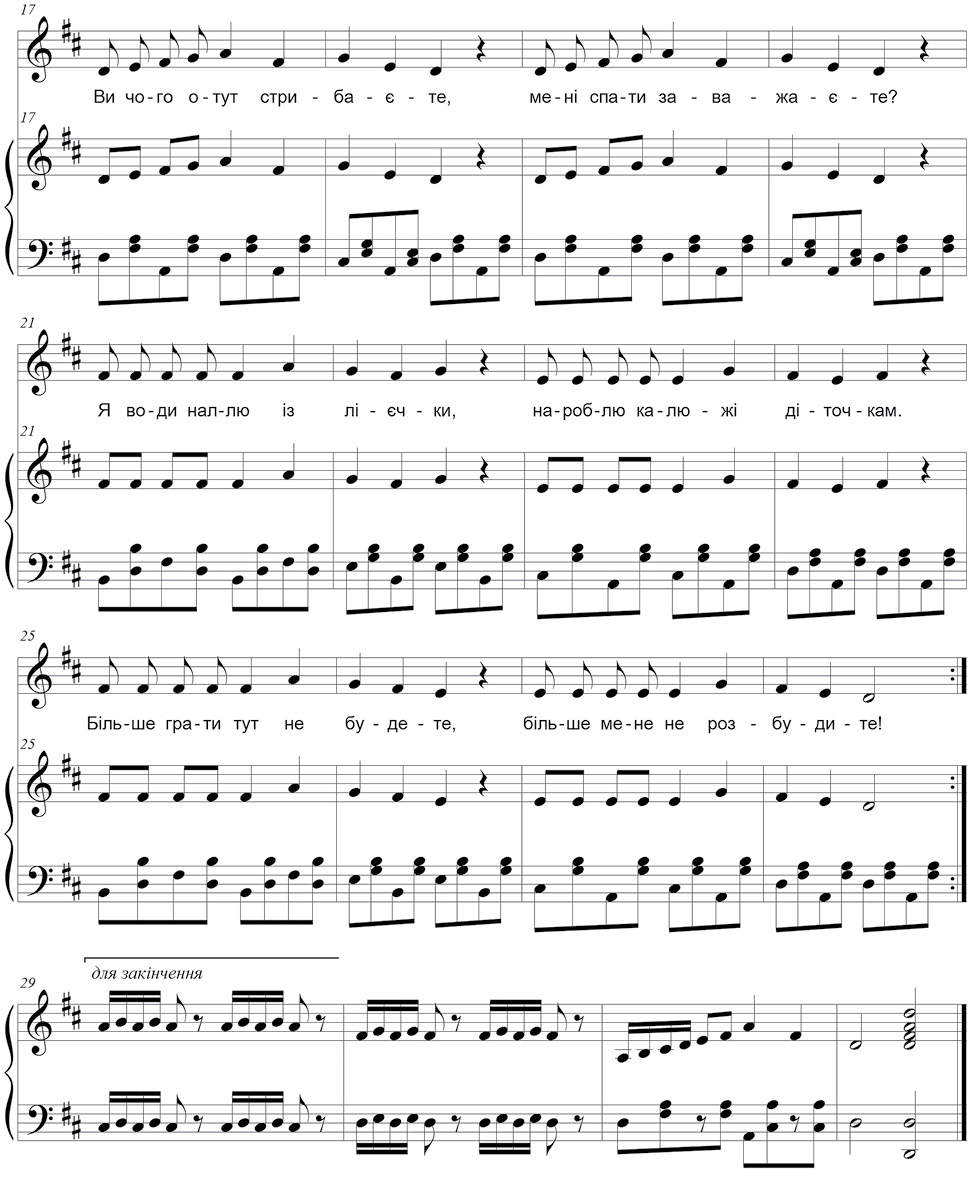 17
Ви чо - го о - тут стри - ба - є - те, ме - ні спа - ти за - ва - жа - є - те?
17
21
Я во - ди нал - лю із лі - єч - ки, на - роб - лю ка - лю - жі ді - точ - кам.
21
25
Біль - ше гра - ти тут не бу - де - те, біль - ше ме - не не роз - бу - ди - те!
25
для закінчення
29